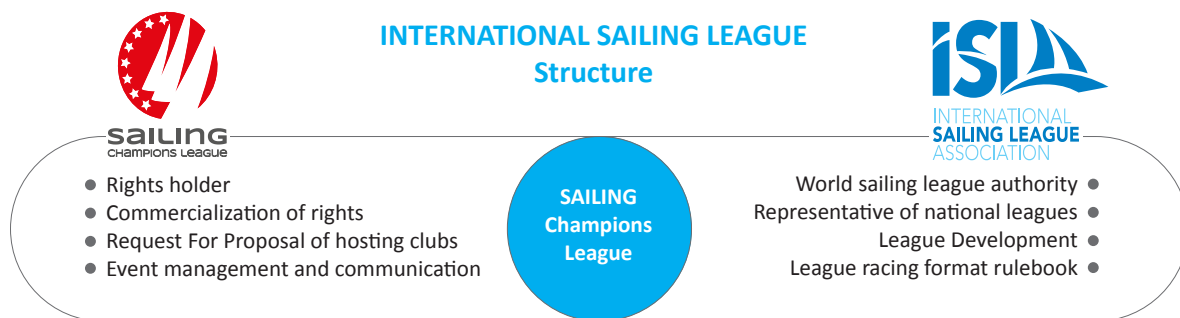 INTERNATIONAL SAILING LEAGUE
Structure
SAILING
CHAMPIONS LEAGUE
Rights holder
Commercialization of rights
Request For Proposal of hosting clubs
Event management and communication
SAILING
Champions
League
ISL
INTERNATIONAL
SAILING LEAGUE
ASSOCIATION
World sailing league authority
Representative of national leagues
League Development
League racing format rulebook